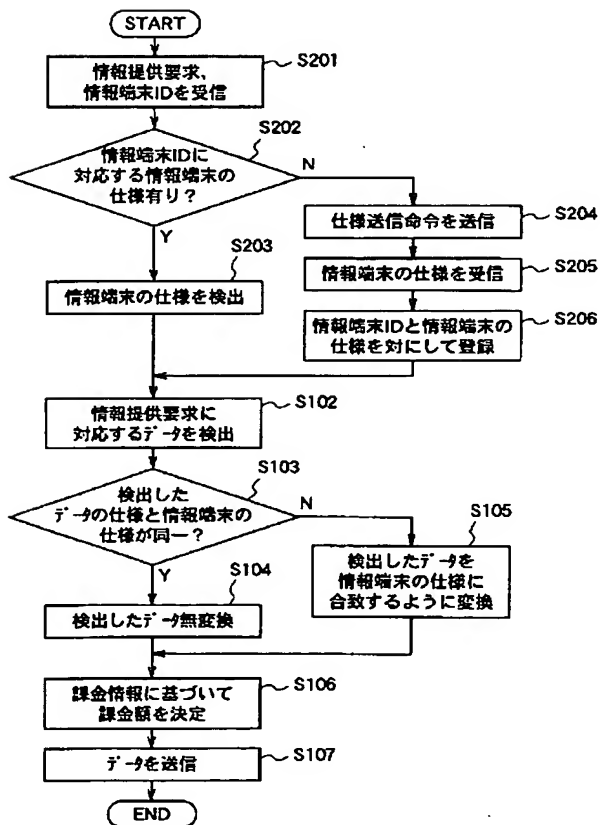 START
情報提供要求、
情報端末IDを受信
S201
情報端末IDに
対応する情報端末の
仕様有り?
S202
N
Y
仕様送信命令を送信
S204
S203
情報端末の仕様を検出
情報端末の仕様を受信
S205
情報端末IDと情報端末の
仕様を対にして登録
S206
情報提供要求に
対応するデータを検出
S102
検出した
データの仕様と情報端末の
仕様が同一?
S103
N
Y
S105
検出したデータを
情報端末の仕様に
合致するように変換
S104
検出したデータ無変換
課金情報に基づいて
課金額を決定
S106
データを送信
S107
END